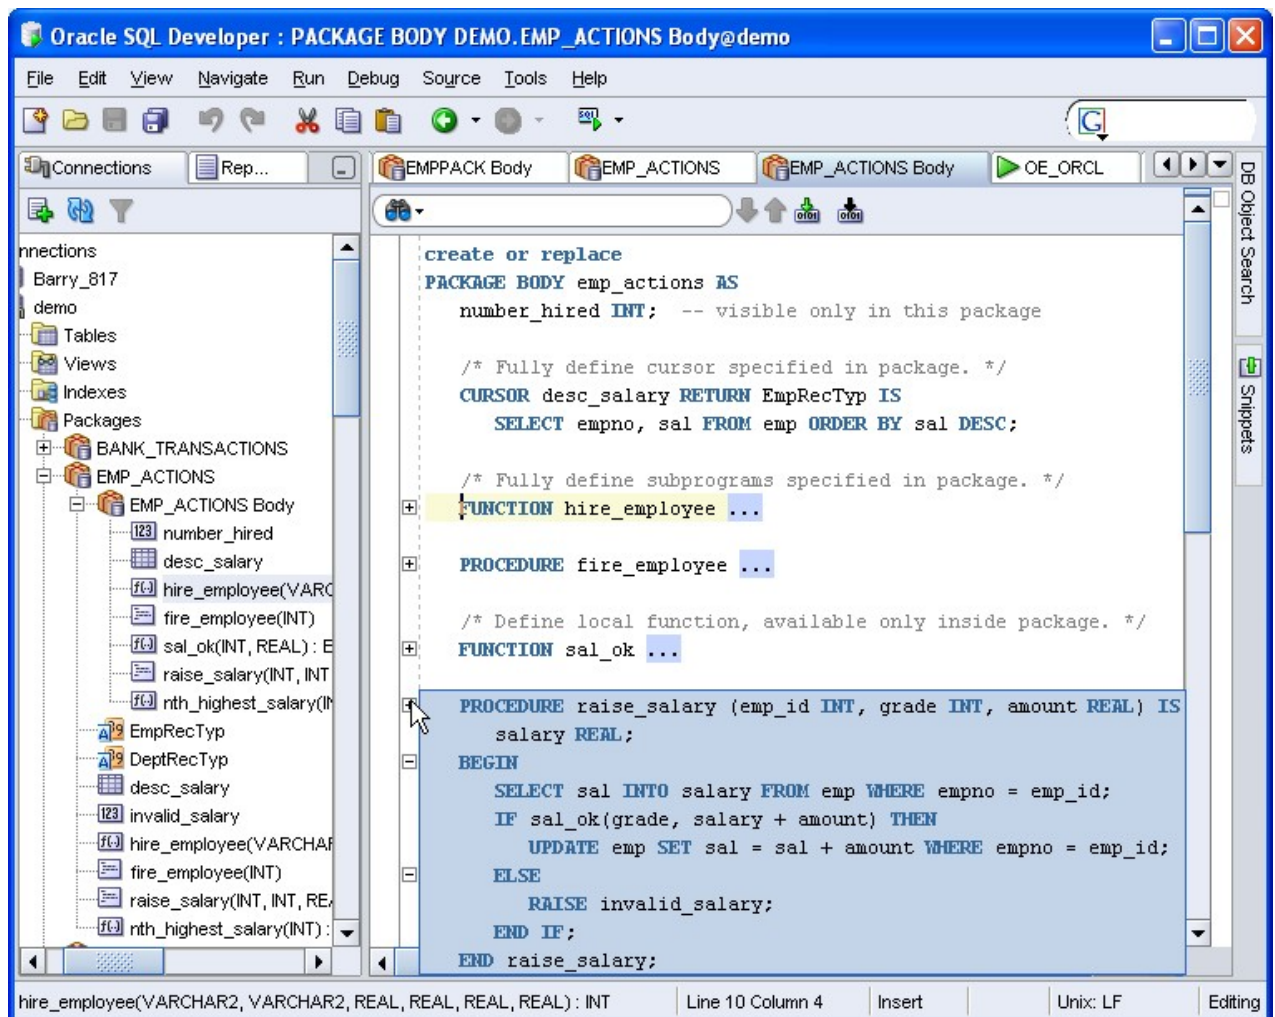 Oracle SQL Developer : PACKAGE BODY DEMO.EMP_ACTIONS Body@demo
File Edit View Navigate Run Debug Source Tools Help
SQL
G
Connections Rep... EMPPACK Body EMP_ACTIONS EMP_ACTIONS Body OE_ORCL
DB Object Search
Snippets
nnections
Barry_817
demo
Tables
Views
Indexes
Packages
BANK_TRANSACTIONS
EMP_ACTIONS
EMP_ACTIONS Body
123 number_hired
desc_salary
f(.) hire_employee(VARC
fire_employee(INT)
f(.) sal_ok(INT, REAL) : E
raise_salary(INT, INT
f(.) nth_highest_salary(IN
EmpRecTyp
DeptRecTyp
desc_salary
123 invalid_salary
f(.) hire_employee(VARCHAR
fire_employee(INT)
raise_salary(INT, INT, REA
f(.) nth_highest_salary(INT) :
create or replace
PACKAGE BODY emp_actions AS
number_hired INT; -- visible only in this package
/* Fully define cursor specified in package. */
CURSOR desc_salary RETURN EmpRecTyp IS
SELECT empno, sal FROM emp ORDER BY sal DESC;
/* Fully define subprograms specified in package. */
FUNCTION hire_employee ...
PROCEDURE fire_employee ...
/* Define local function, available only inside package. */
FUNCTION sal_ok ...
PROCEDURE raise_salary (emp_id INT, grade INT, amount REAL) IS
salary REAL;
BEGIN
SELECT sal INTO salary FROM emp WHERE empno = emp_id;
IF sal_ok(grade, salary + amount) THEN
UPDATE emp SET sal = sal + amount WHERE empno = emp_id;
ELSE
RAISE invalid_salary;
END IF;
END raise_salary;
hire_employee(VARCHAR2, VARCHAR2, REAL, REAL, REAL, REAL) : INT Line 10 Column 4 Insert Unix: LF Editing